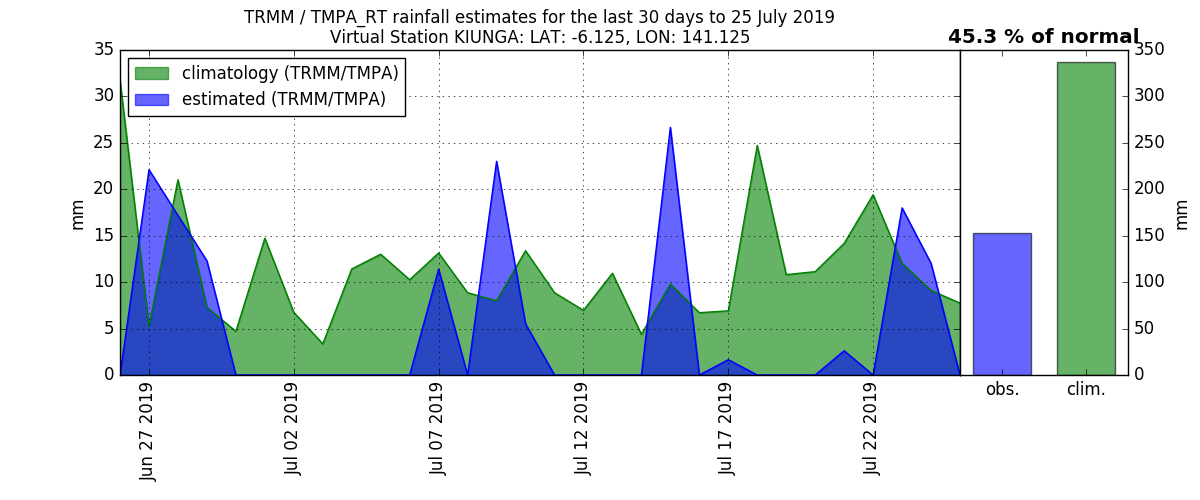 TRMM / TMPA_RT rainfall estimates for the last 30 days to 25 July 2019
Virtual Station KIUNGA: LAT: -6.125, LON: 141.125
45.3 % of normal
climatology (TRMM/TMPA)
estimated (TRMM/TMPA)
35
30
25
20
15
10
5
0
mm
Jun 27 2019
Jul 02 2019
Jul 07 2019
Jul 12 2019
Jul 17 2019
Jul 22 2019
obs.
clim.
350
300
250
200
150
100
50
0
mm